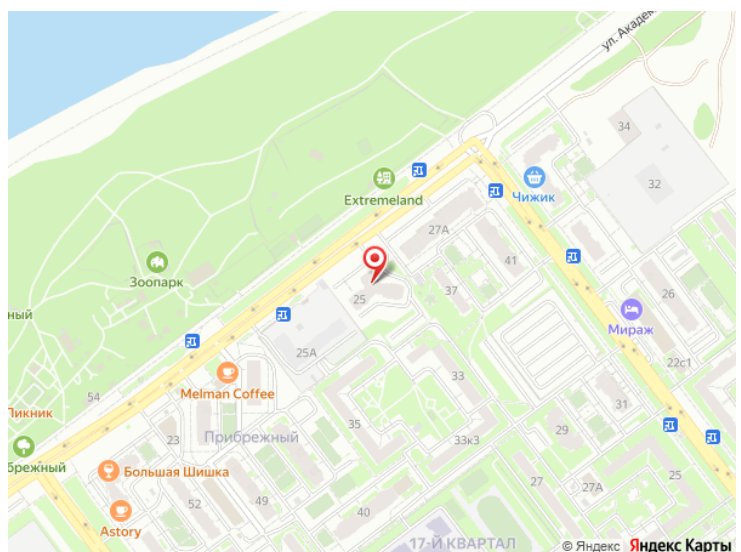 ул. Акаде
34
32
Чижик
Extremeland
27А
41
Зоопарк
ный
25
37
26
Мираж
22с1
25А
54
Melman Coffee
33
31
Пикник
23
Прибрежный
35
33к3
29
брежный
Большая Шишка
52
49
27
27А
25
Astory
40
17-Й КВАРТАЛ
© Яндекс Яндекс Карты